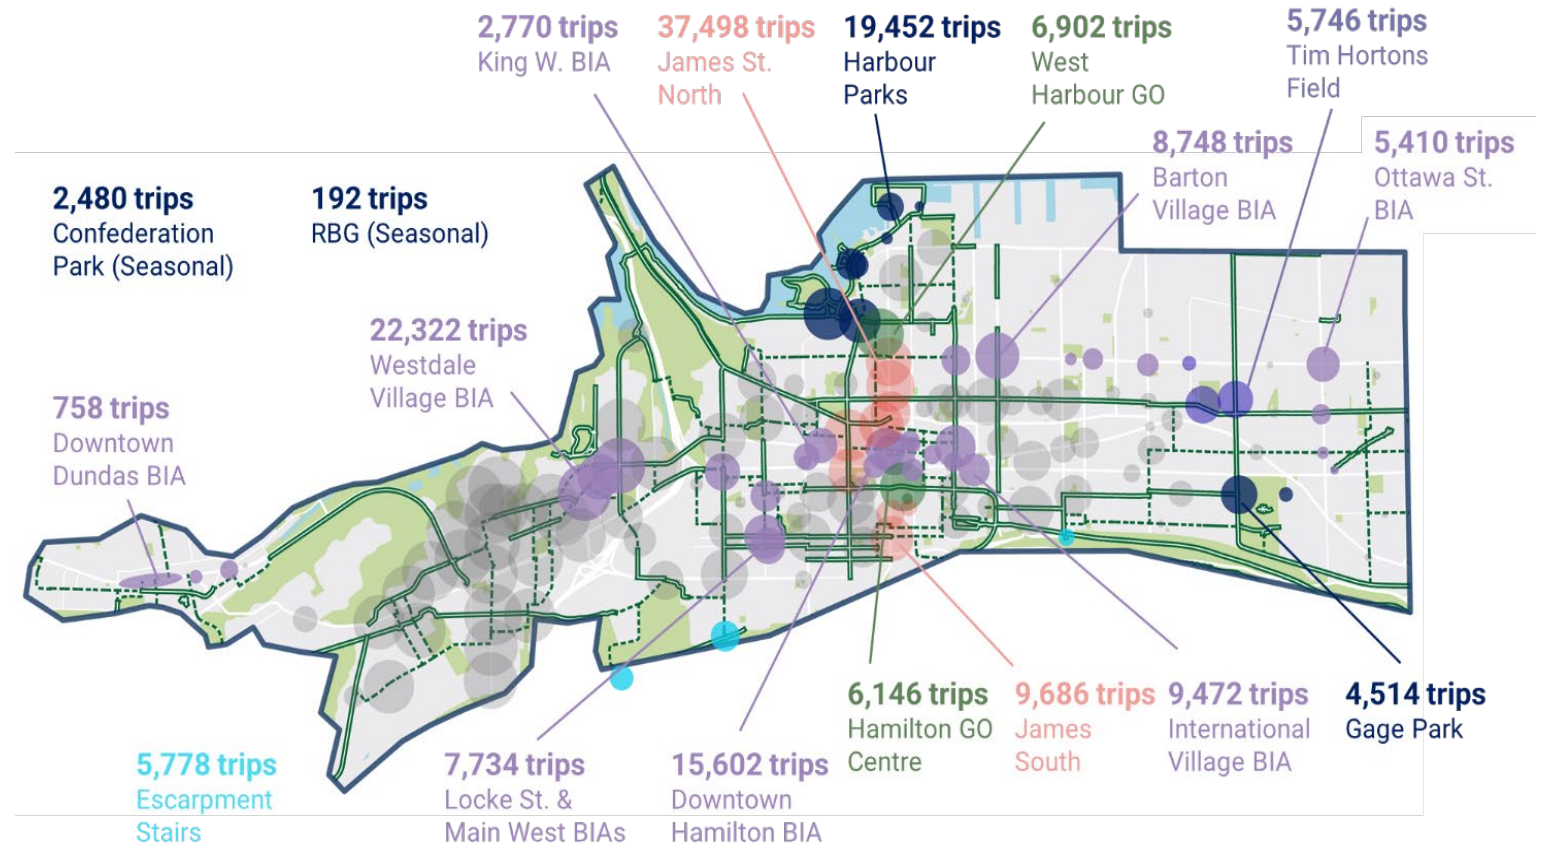 2,770 trips
King W. BIA
37,498 trips
James St.
North
19,452 trips
Harbour
Parks
6,902 trips
West
Harbour GO
5,746 trips
Tim Hortons
Field
8,748 trips
Barton
Village BIA
5,410 trips
Ottawa St.
BIA
2,480 trips
Confederation
Park (Seasonal)
192 trips
RBG (Seasonal)
22,322 trips
Westdale
Village BIA
758 trips
Downtown
Dundas BIA
5,778 trips
Escarpment
Stairs
7,734 trips
Locke St. &
Main West BIAs
15,602 trips
Downtown
Hamilton BIA
6,146 trips
Hamilton GO
Centre
9,686 trips
James
South
9,472 trips
International
Village BIA
4,514 trips
Gage Park